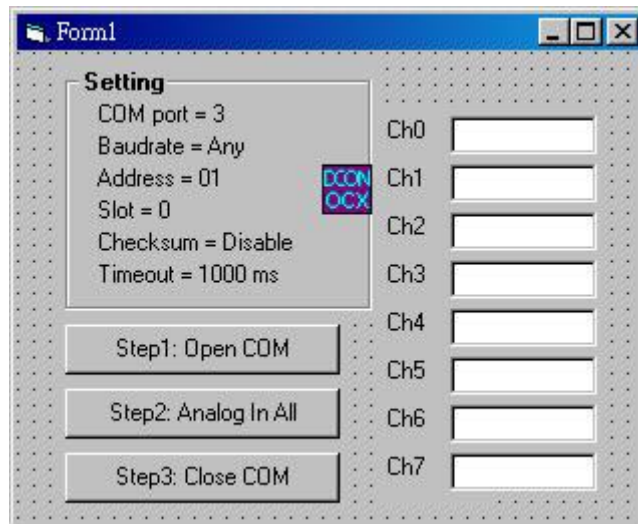 Form1
Setting
COM port = 3
Baudrate = Any
Address = 01
Slot = 0
Checksum = Disable
Timeout = 1000 ms
DCON
OCX
Step1: Open COM
Step2: Analog In All
Step3: Close COM
Ch0
Ch1
Ch2
Ch3
Ch4
Ch5
Ch6
Ch7